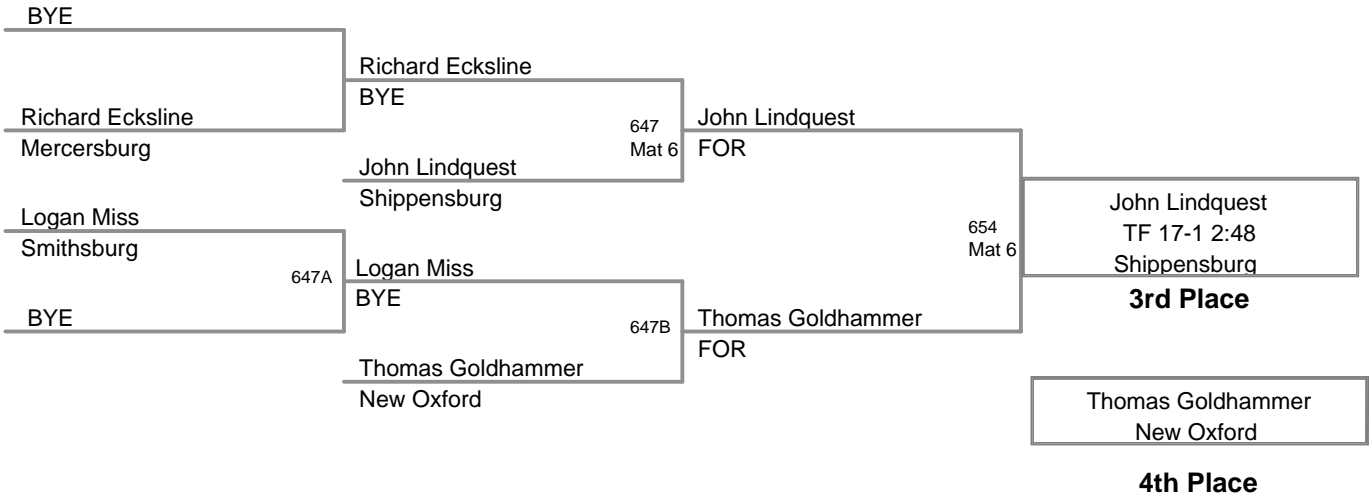 BYE
Richard Ecksline
BYE
Richard Ecksline
Mercersburg
647
Mat 6
John Lindquest
FOR
John Lindquest
Shippensburg
Logan Miss
Smithsburg
647A
Logan Miss
BYE
BYE
647B
Thomas Goldhammer
FOR
Thomas Goldhammer
New Oxford
654
Mat 6
John Lindquest
TF 17-1 2:48
Shippensburg
3rd Place
Thomas Goldhammer
New Oxford
4th Place